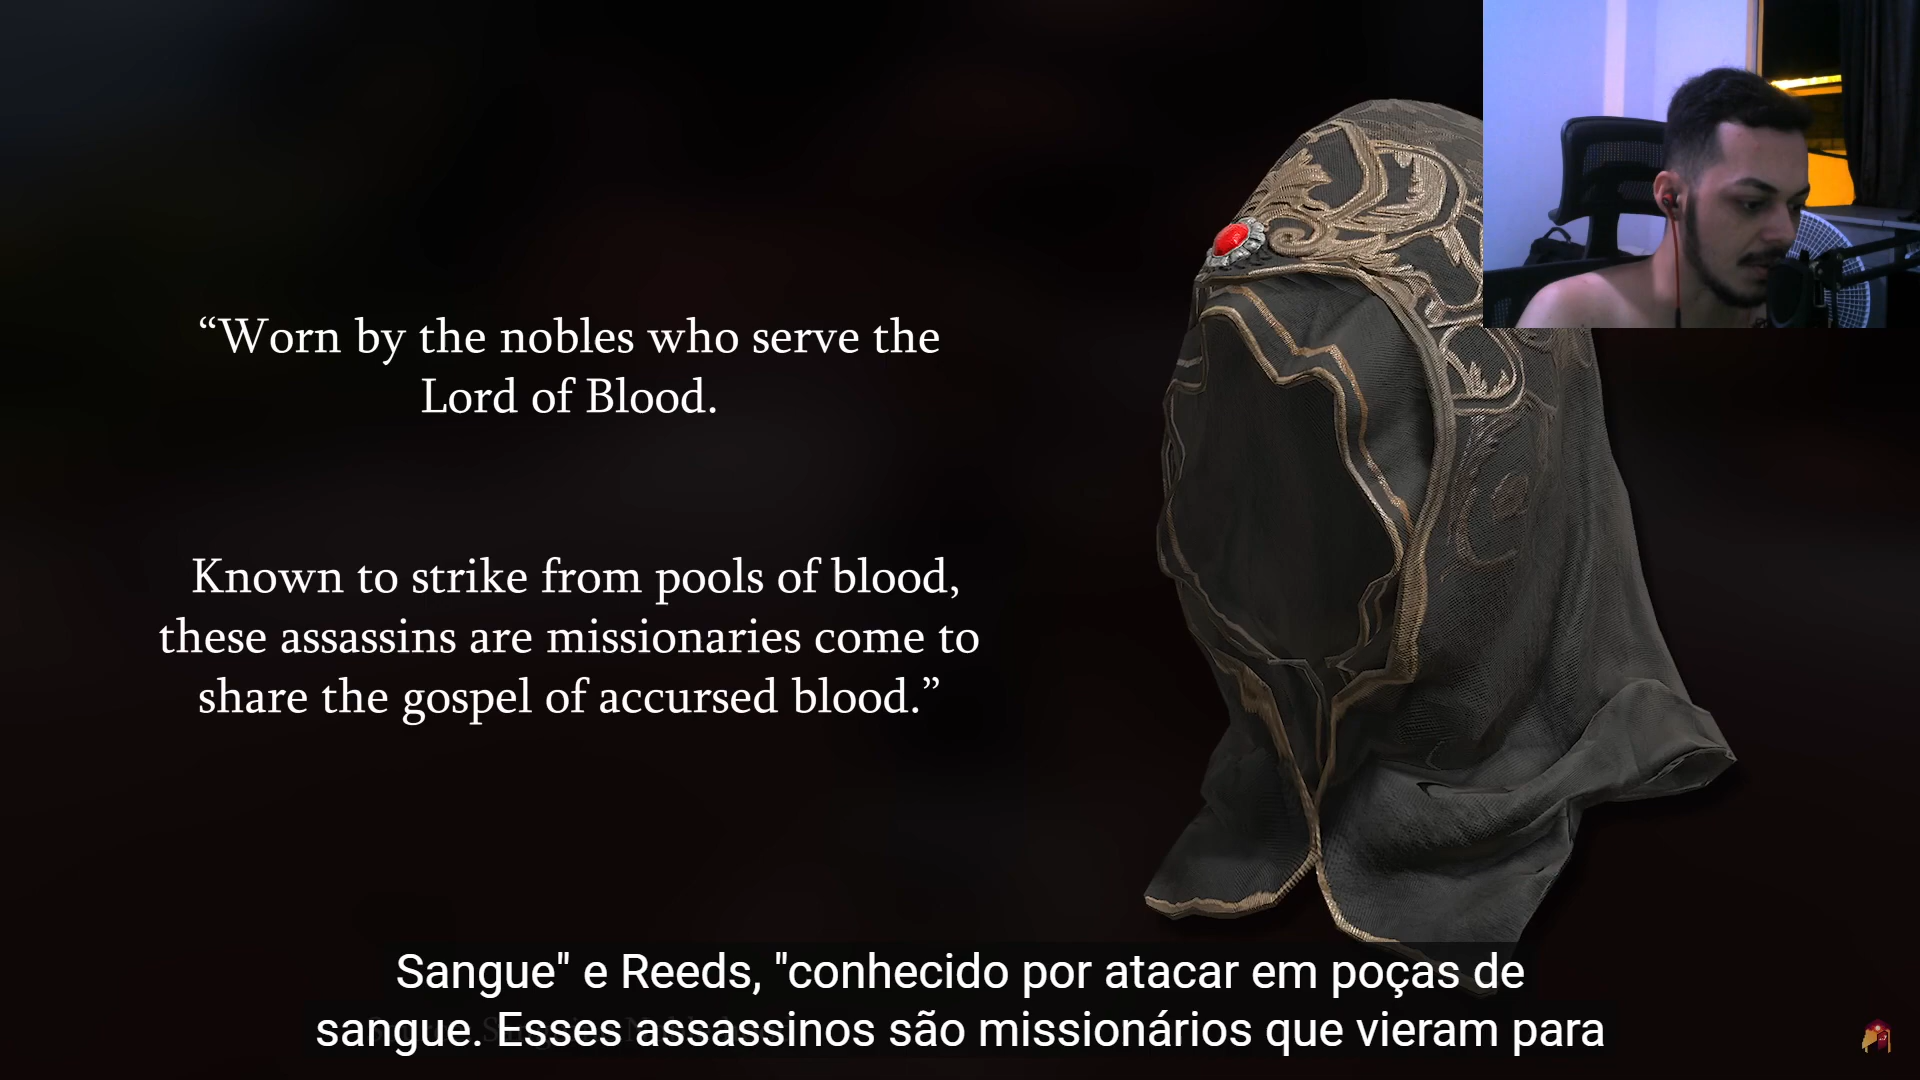 “Worn by the nobles who serve the
Lord of Blood.
Known to strike from pools of blood,
these assassins are missionaries come to
share the gospel of accursed blood.”
Sangue" e Reeds, "conhecido por atacar em poças de
sangue. Esses assassinos são missionários que vieram para